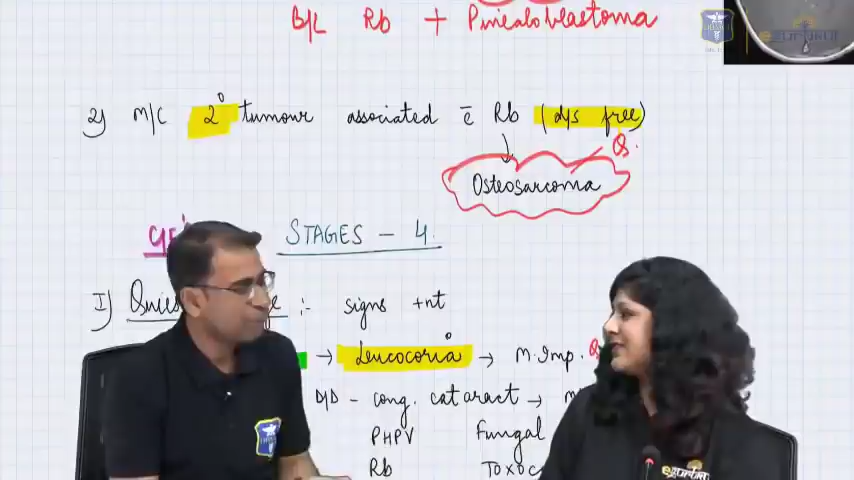 B/L Rb + Pinealoblastoma
2) M/C 2° tumour associated c̄ Rb (d/s free)
Q.
Osteosarcoma
STAGES - 4
I) :- signs +nt
→ Leucocoria → M. Imp. Q
D/D - cong. cataract →
PHPV Fungal
Rb